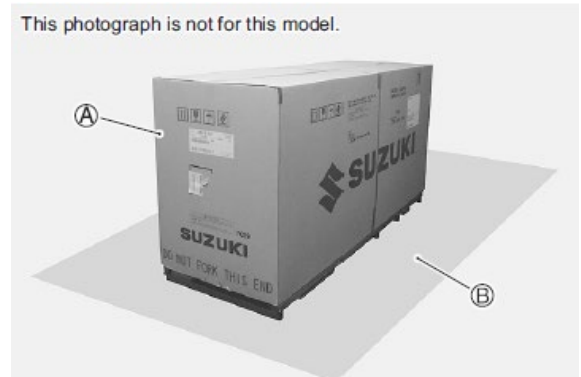 This photograph is not for this model.
A
SUZUKI
SUZUKI
DO NOT FORK THIS END
B